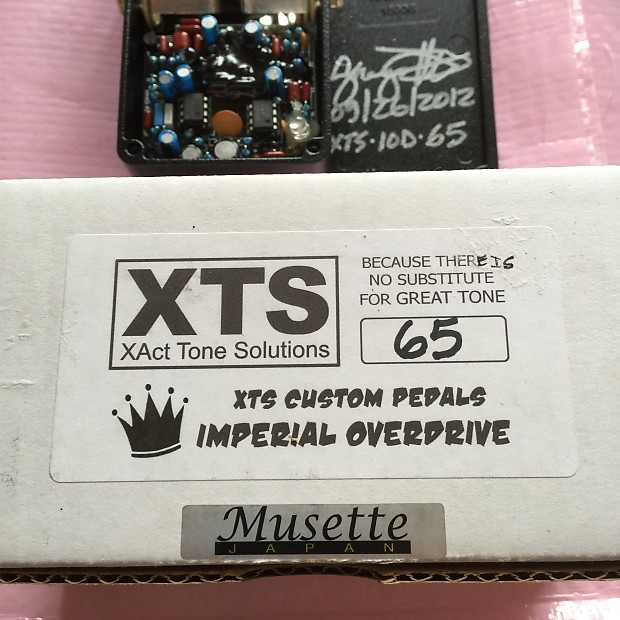 09/26/2012
XTS·IOD·65
XTS
XAct Tone Solutions
BECAUSE THERE IS
NO SUBSTITUTE
FOR GREAT TONE
65
XTS CUSTOM PEDALS
IMPERIAL OVERDRIVE
Musette
JAPAN